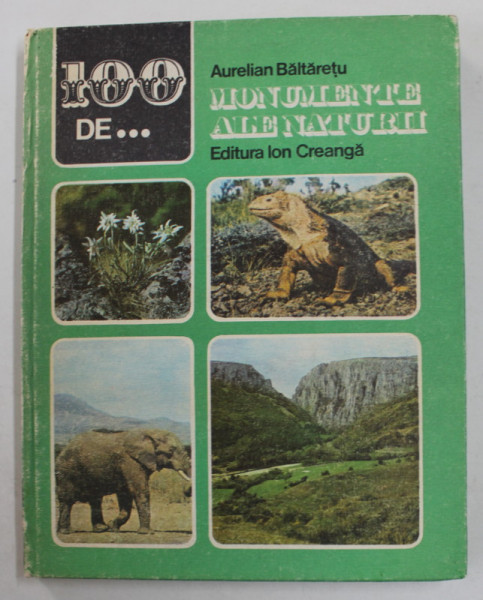 100
DE...
Aurelian Băltărețu
MONUMENTE
ALE NATURII
Editura Ion Creangă